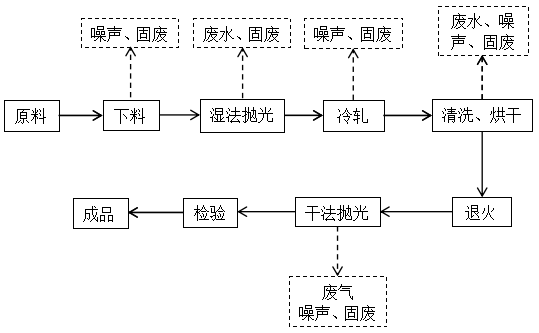 噪声、固废
废水、固废
噪声、固废
废水、噪
声、固废
原料
下料
湿法抛光
冷轧
清洗、烘干
成品
检验
干法抛光
退火
废气
噪声、固废